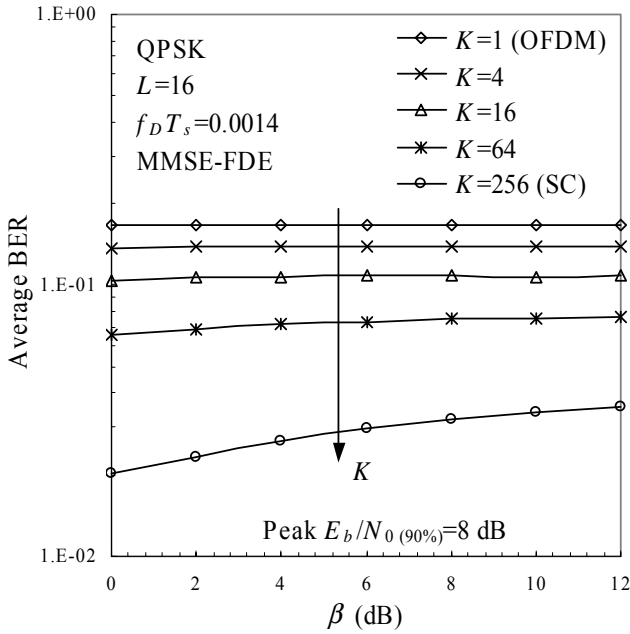 1.E+00
QPSK
L=16
f_D T_s=0.0014
MMSE-FDE
K=1 (OFDM)
K=4
K=16
K=64
K=256 (SC)
Average BER
1.E-01
K
Peak E_b/N_0 (90%)=8 dB
1.E-02
0 2 4 6 8 10 12
β (dB)